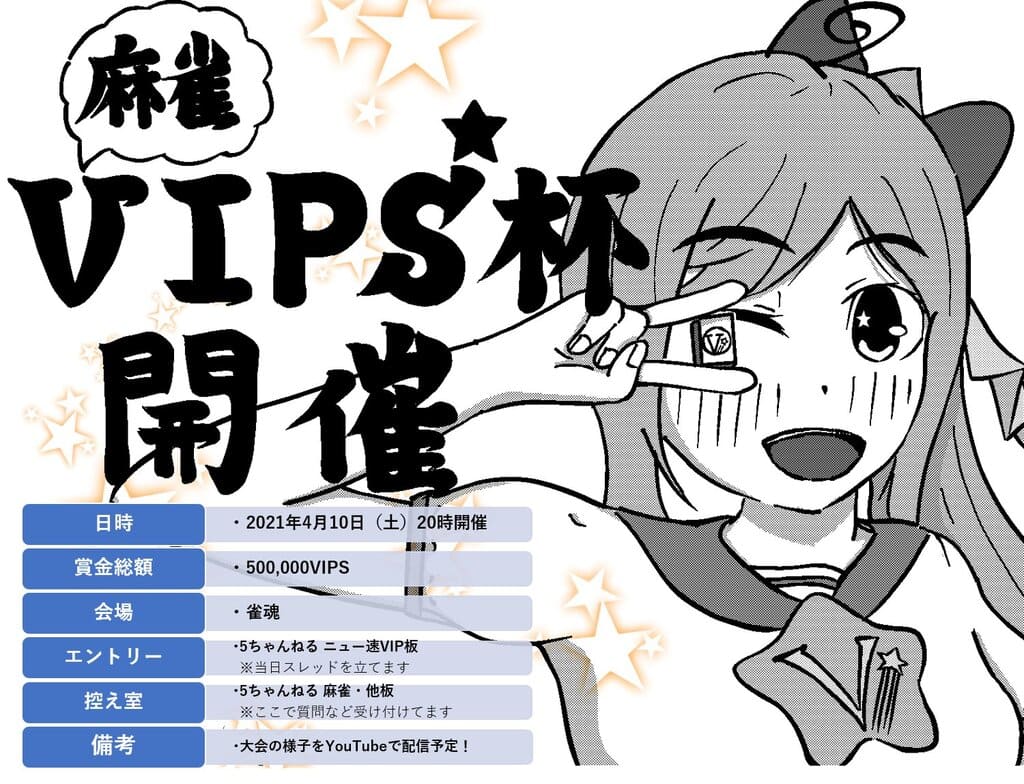 麻雀
VIPS杯
開催
日時
・2021年4月10日（土）20時開催
賞金総額
・500,000VIPS
会場
・雀魂
エントリー
・5ちゃんねる ニュー速VIP板
※当日スレッドを立てます
控え室
・5ちゃんねる 麻雀・他板
※ここで質問など受け付けてます
備考
・大会の様子をYouTubeで配信予定！